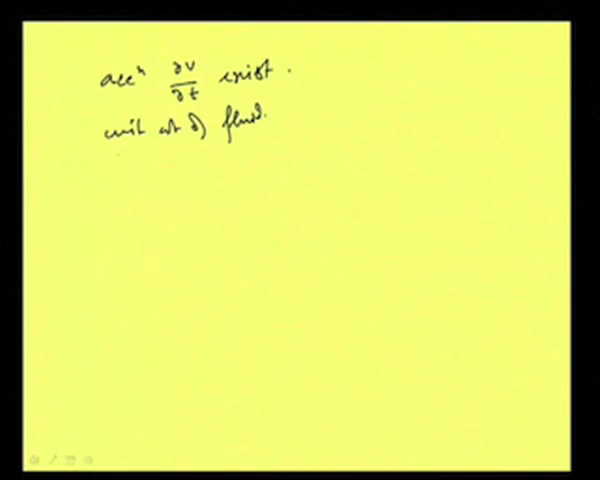 accⁿ ∂v/∂t exist.
unit wt of fluid.